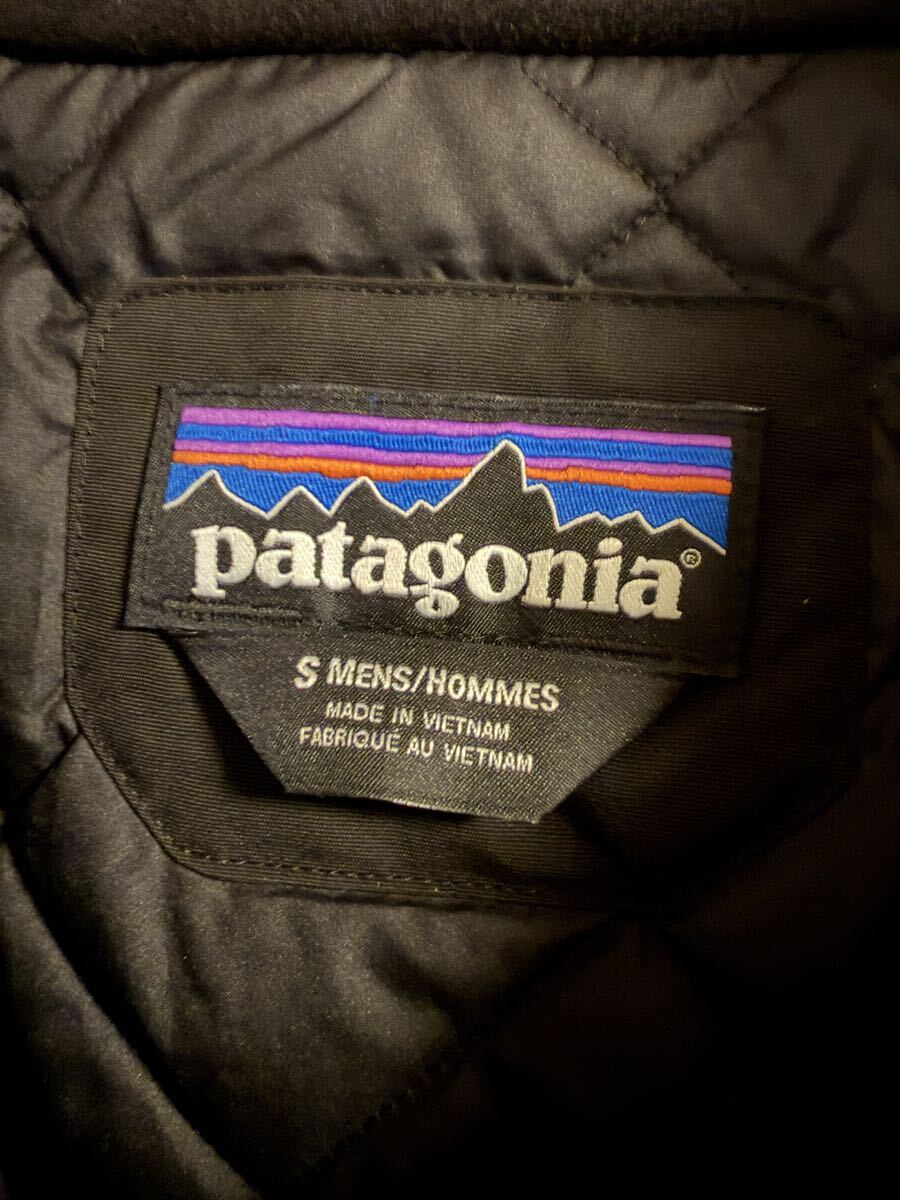 patagonia®
S MENS/HOMMES
MADE IN VIETNAM
FABRIQUÉ AU VIETNAM